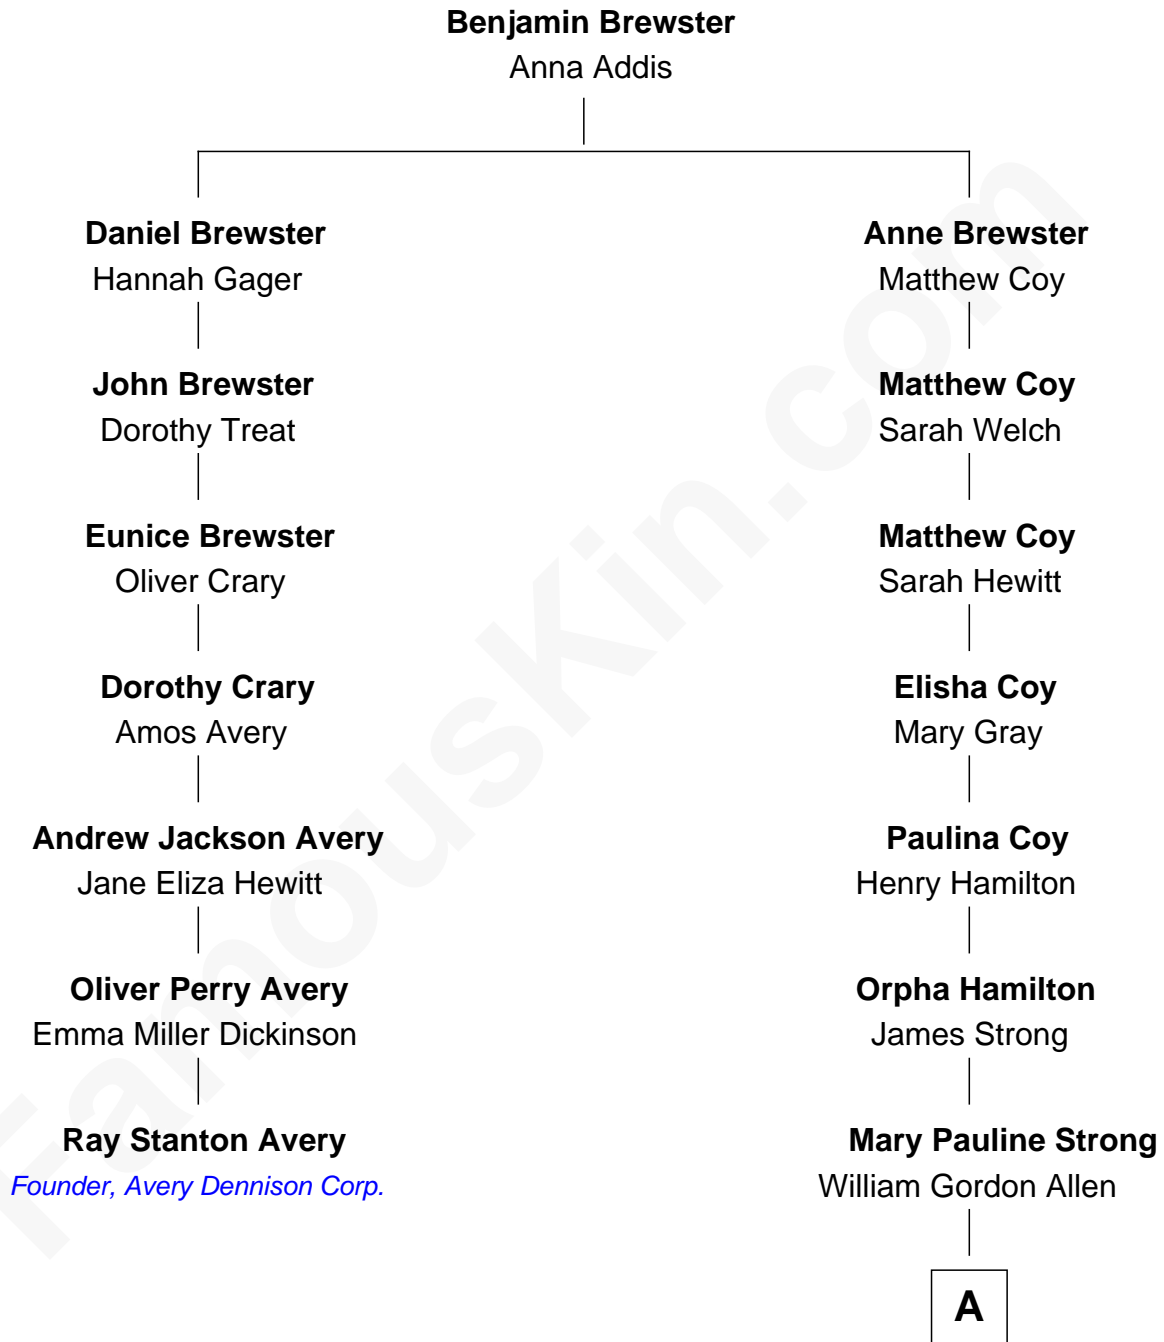 Benjamin Brewster
Anna Addis
Daniel Brewster
Hannah Gager
Anne Brewster
Matthew Coy
John Brewster
Dorothy Treat
Matthew Coy
Sarah Welch
Eunice Brewster
Oliver Crary
Matthew Coy
Sarah Hewitt
Dorothy Crary
Amos Avery
Elisha Coy
Mary Gray
Andrew Jackson Avery
Jane Eliza Hewitt
Paulina Coy
Henry Hamilton
Oliver Perry Avery
Emma Miller Dickinson
Orpha Hamilton
James Strong
Ray Stanton Avery
Founder, Avery Dennison Corp.
Mary Pauline Strong
William Gordon Allen
A
FamousKin.com